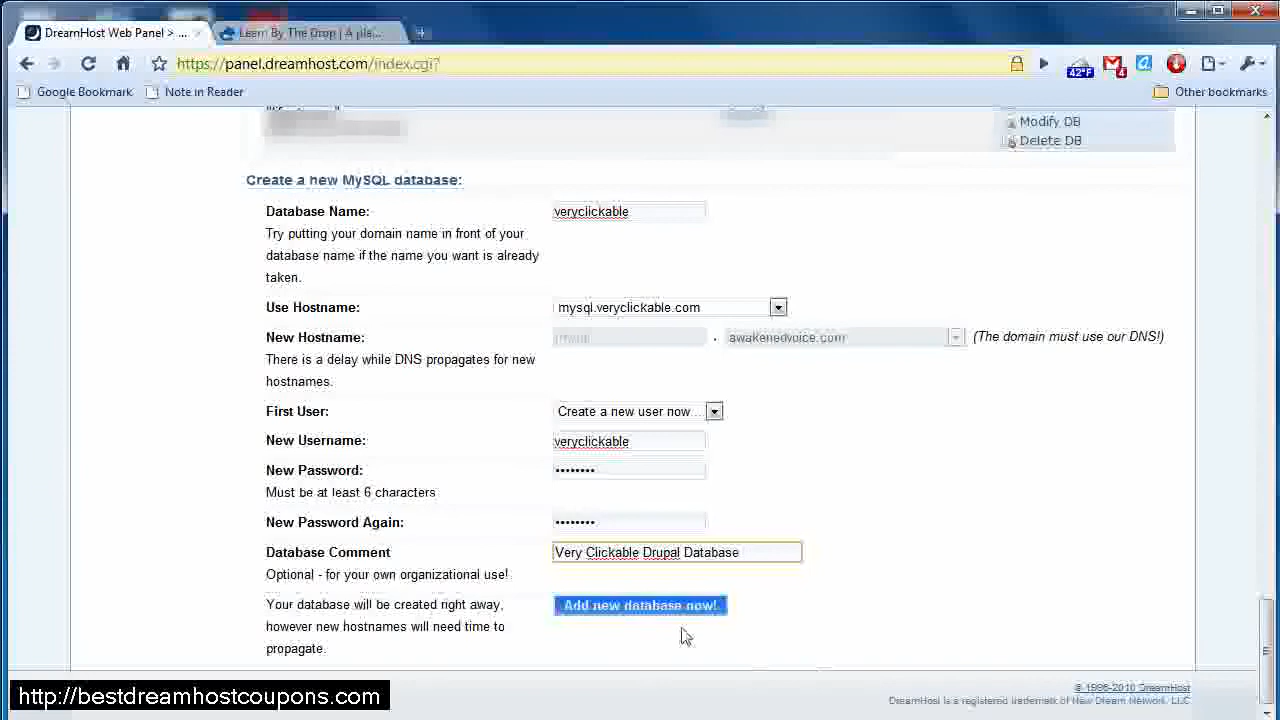 DreamHost Web Panel > ...
Learn By The Drop | A pla...
https://panel.dreamhost.com/index.cgi?
42°F
4
Google Bookmark
Note in Reader
Other bookmarks
Modify DB
Delete DB
Create a new MySQL database:
Database Name:
veryclickable
Try putting your domain name in front of your
database name if the name you want is already
taken.
Use Hostname:
mysql.veryclickable.com
New Hostname:
mysql
.
awakenedvoice.com
(The domain must use our DNS!)
There is a delay while DNS propagates for new
hostnames.
First User:
Create a new user now...
New Username:
veryclickable
New Password:
••••••••
Must be at least 6 characters
New Password Again:
••••••••
Database Comment
Very Clickable Drupal Database
Optional - for your own organizational use!
Your database will be created right away,
however new hostnames will need time to
propagate.
Add new database now!
© 1996-2010 DreamHost
DreamHost is a registered trademark of New Dream Network, LLC
http://bestdreamhostcoupons.com